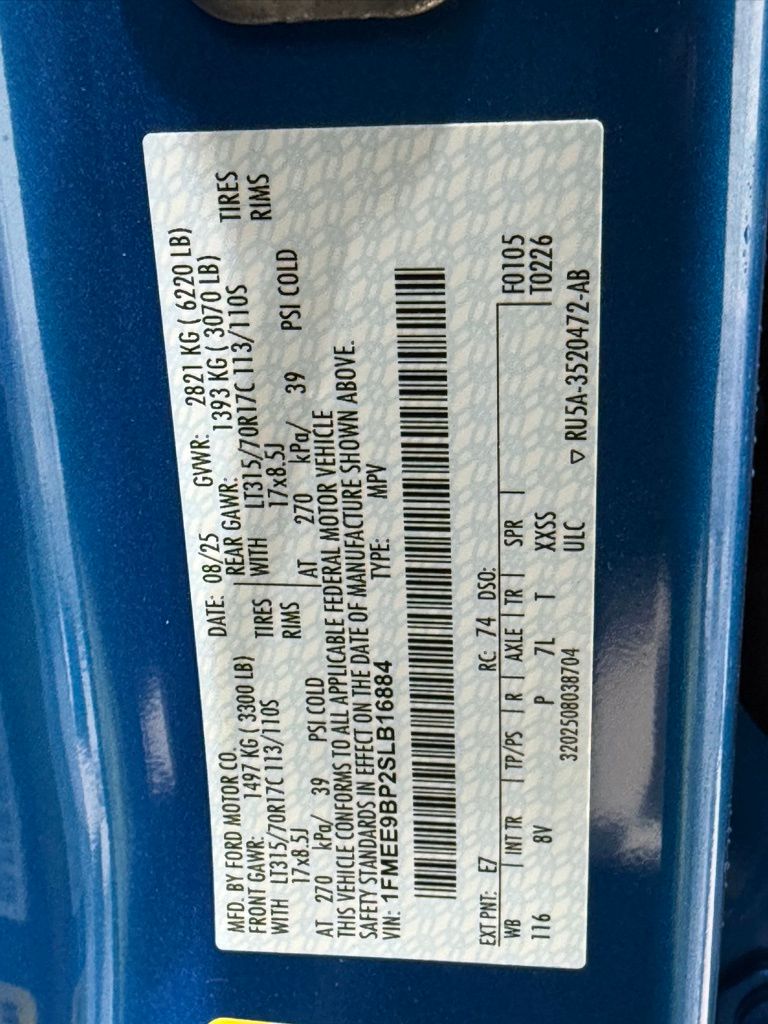 MFD. BY FORD MOTOR CO. DATE: 08/25 GVWR: 2821 KG ( 6220 LB)
FRONT GAWR: 1497 KG ( 3300 LB) REAR GAWR: 1393 KG ( 3070 LB)
WITH LT315/70R17C 113/110S TIRES WITH LT315/70R17C 113/110S TIRES
17x8.5J RIMS 17x8.5J RIMS
AT 270 kPa/ 39 PSI COLD AT 270 kPa/ 39 PSI COLD
THIS VEHICLE CONFORMS TO ALL APPLICABLE FEDERAL MOTOR VEHICLE
SAFETY STANDARDS IN EFFECT ON THE DATE OF MANUFACTURE SHOWN ABOVE.
VIN: 1FMEE9BP2SLB16884 TYPE: MPV
EXT PNT: E7 RC: 74 DSO: F0105
WB INT TR TP/PS R AXLE TR SPR T0226
116 8V P 7L T XXSS
3202508038704 ULC ▽ RU5A-3520472-AB